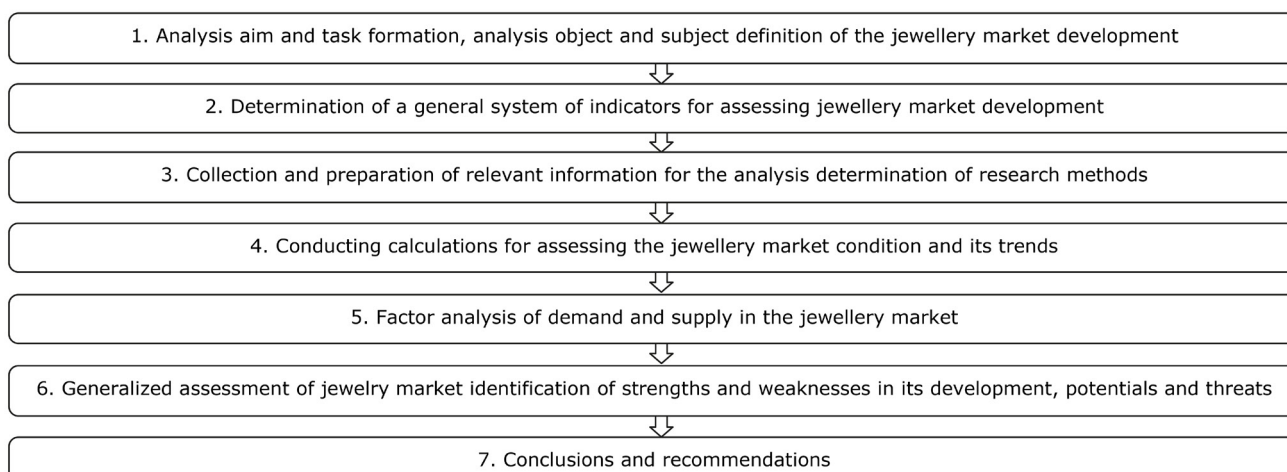 1. Analysis aim and task formation, analysis object and subject definition of the jewellery market development
2. Determination of a general system of indicators for assessing jewellery market development
3. Collection and preparation of relevant information for the analysis determination of research methods
4. Conducting calculations for assessing the jewellery market condition and its trends
5. Factor analysis of demand and supply in the jewellery market
6. Generalized assessment of jewelry market identification of strengths and weaknesses in its development, potentials and threats
7. Conclusions and recommendations